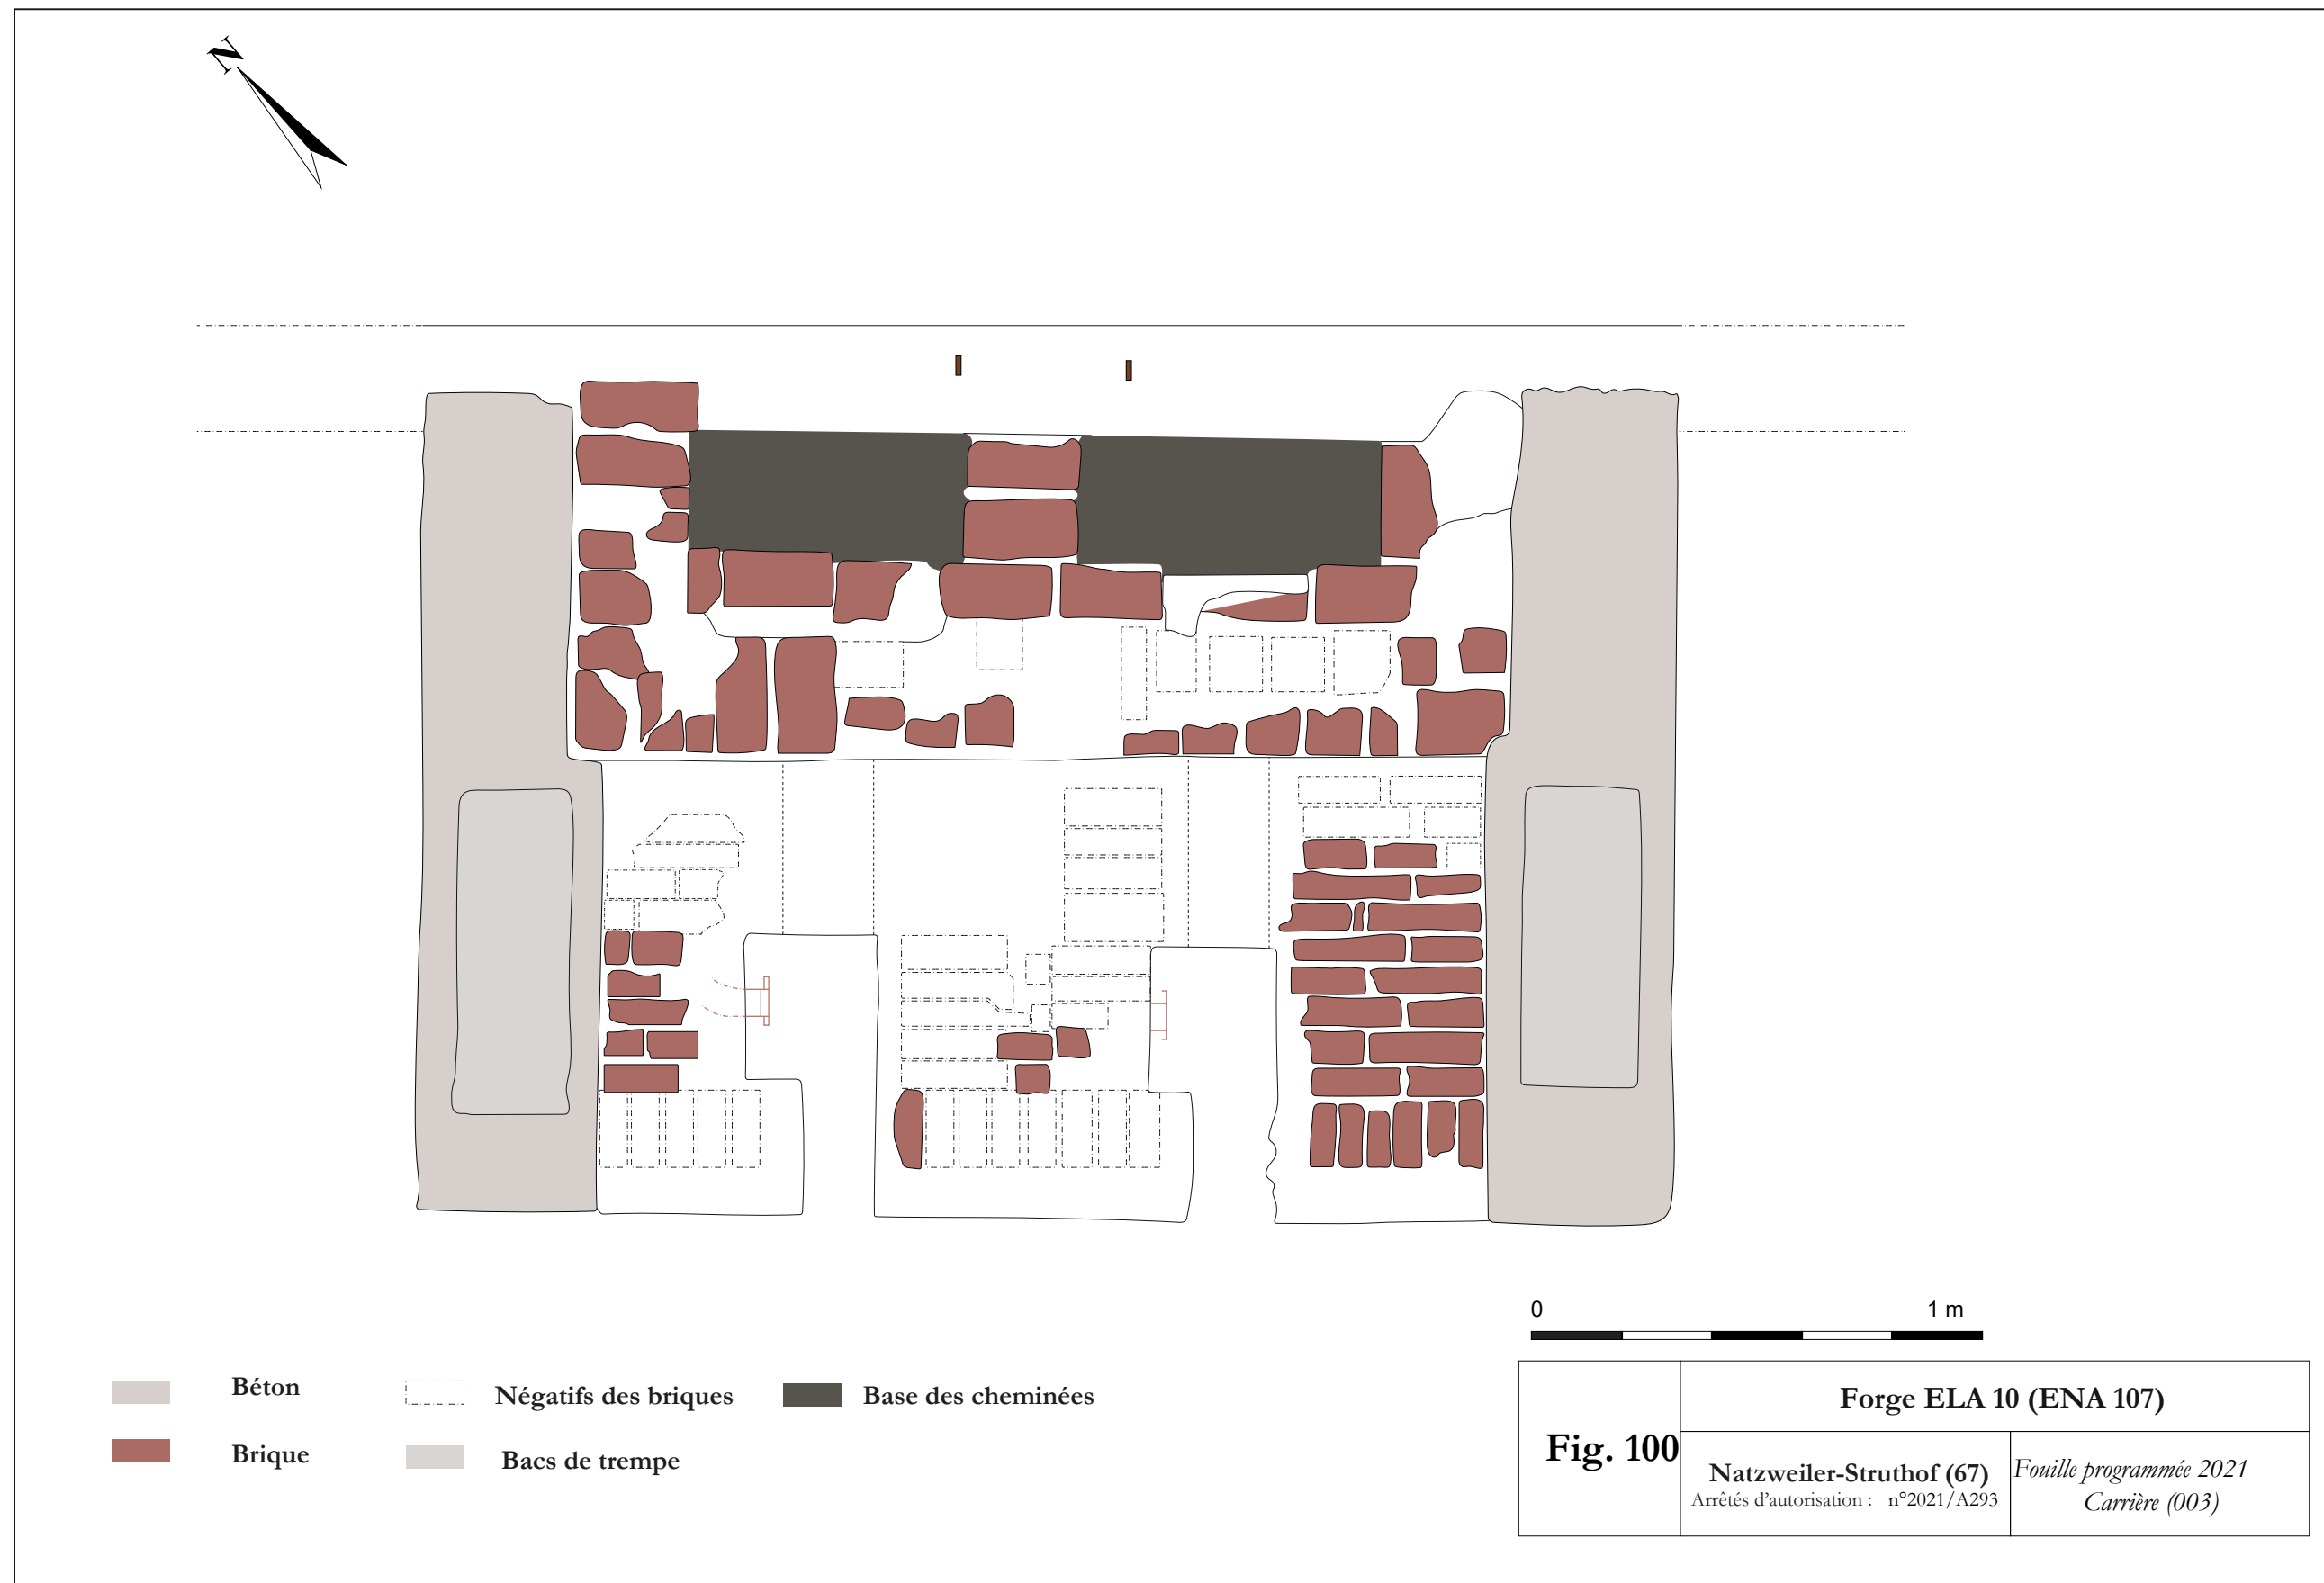 N
0 1 m
Béton
Négatifs des briques
Base des cheminées
Brique
Bacs de trempe
Fig. 100
Forge ELA 10 (ENA 107)
Natzweiler-Struthof (67)
Arrêtés d'autorisation : n°2021/A293
Fouille programmée 2021
Carrière (003)